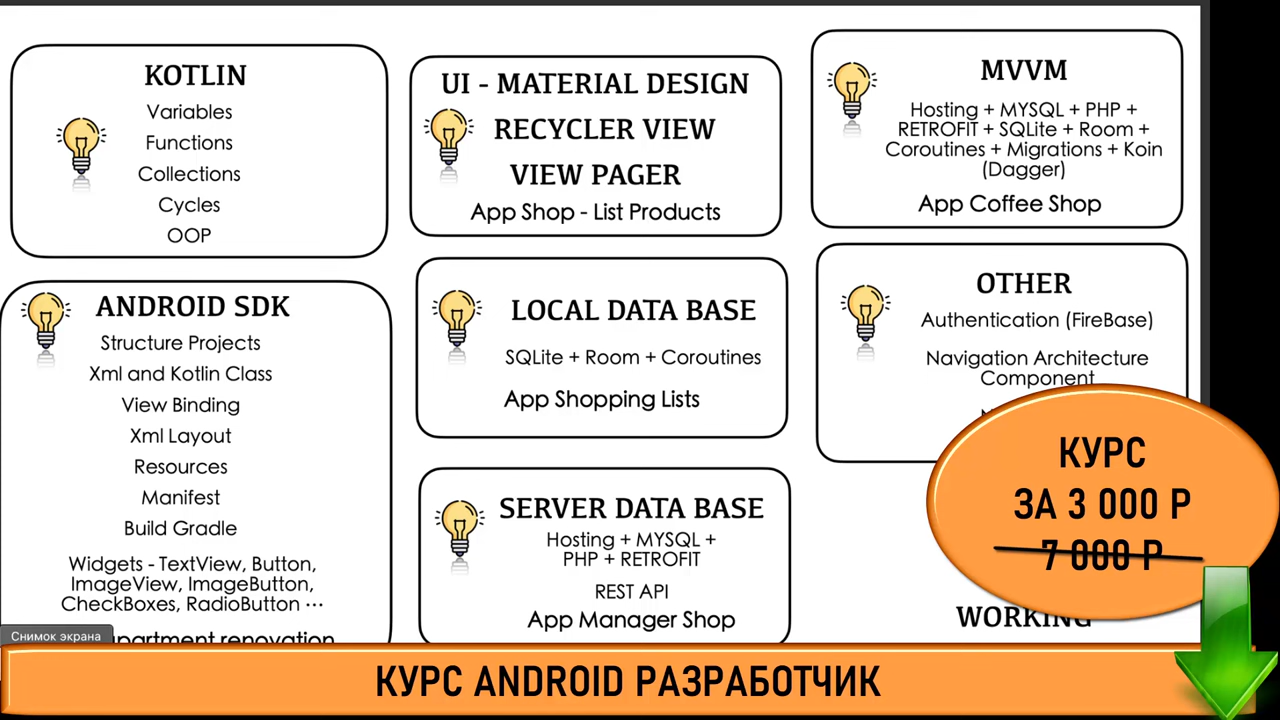 KOTLIN
Variables
Functions
Collections
Cycles
OOP
ANDROID SDK
Structure Projects
Xml and Kotlin Class
View Binding
Xml Layout
Resources
Manifest
Build Gradle
Widgets - TextView, Button,
ImageView, ImageButton,
CheckBoxes, RadioButton ...
renovation
Снимок экрана
UI - MATERIAL DESIGN
RECYCLER VIEW
VIEW PAGER
App Shop - List Products
LOCAL DATA BASE
SQLite + Room + Coroutines
App Shopping Lists
SERVER DATA BASE
Hosting + MYSQL +
PHP + RETROFIT
REST API
App Manager Shop
MVVM
Hosting + MYSQL + PHP +
RETROFIT + SQLite + Room +
Coroutines + Migrations + Koin
(Dagger)
App Coffee Shop
OTHER
Authentication (FireBase)
Navigation Architecture
Component
КУРС
ЗА 3 000 Р
7 000 Р
WORKING
КУРС ANDROID РАЗРАБОТЧИК